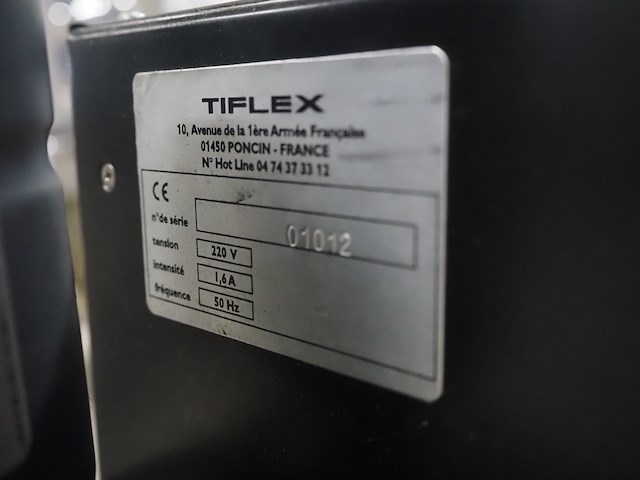 TIFLEX
10, Avenue de la 1ère Armée Française
01450 PONCIN - FRANCE
N° Hot Line 04 74 37 33 12
CE
n°de série 01012
tension 220 V
intensité 1,6 A
fréquence 50 Hz